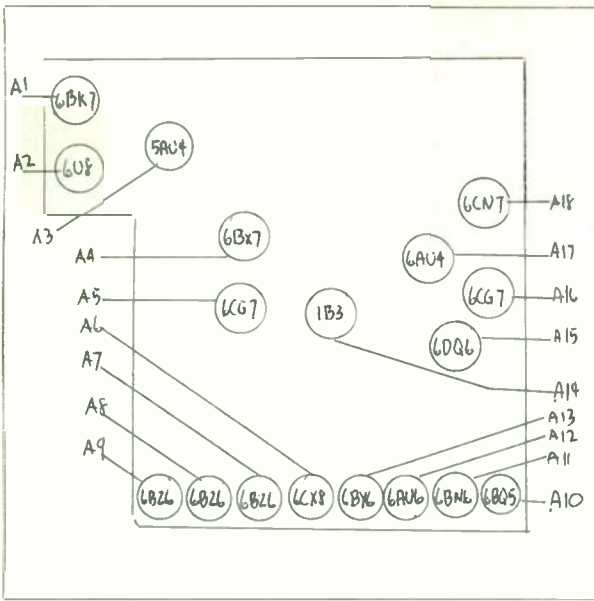 A1
6BK7
A2
6U8
5AU4
A3
6CN7
A18
6BX7
A4
6AU4
A17
A5
6CG7
6CG7
A16
1B3
A6
6DQ6
A15
A7
A14
A8
A13
A12
A9
A11
6BZ6 6BZ6 6BZ6 6CX8 6BY6 6AU6 6BN6 6BQ5
A10